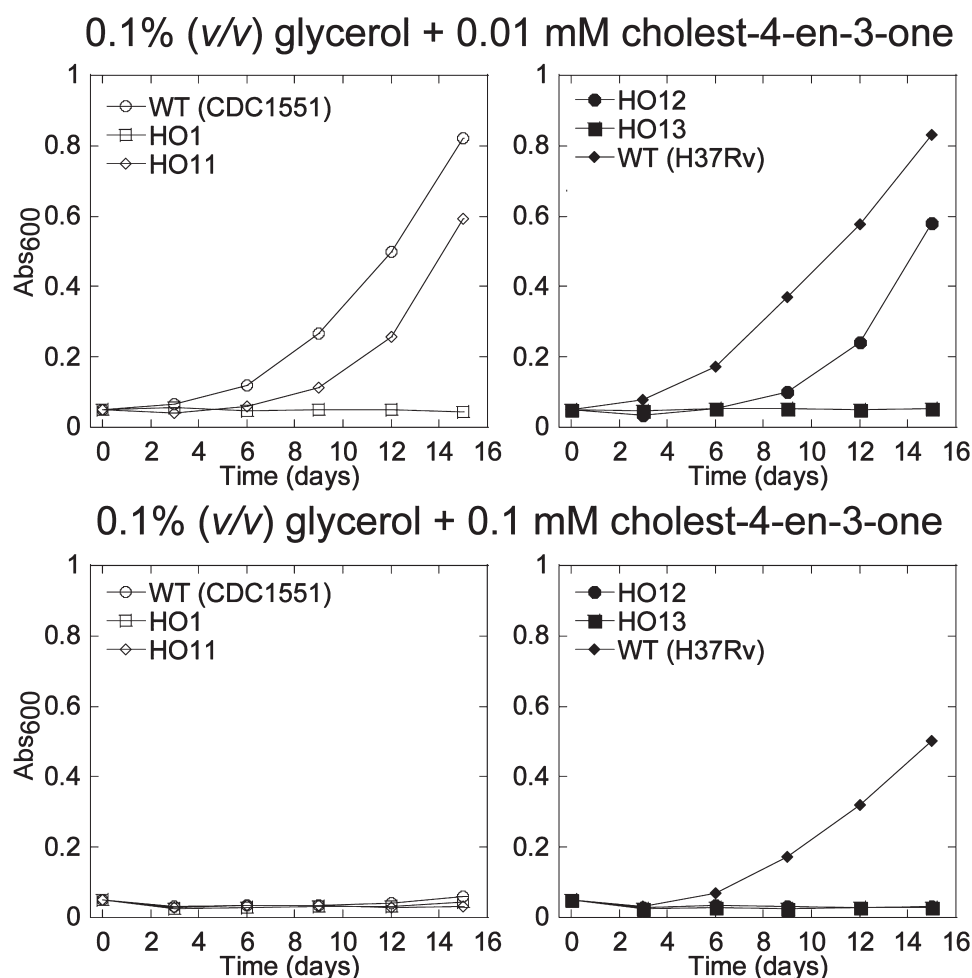 0.1% (v/v) glycerol + 0.01 mM cholest-4-en-3-one
1
0.8
0.6
0.4
0.2
0
Abs600
WT (CDC1551)
HO1
HO11
0 2 4 6 8 10 12 14 16
Time (days)
1
0.8
0.6
0.4
0.2
0
HO12
HO13
WT (H37Rv)
0 2 4 6 8 10 12 14 16
Time (days)
0.1% (v/v) glycerol + 0.1 mM cholest-4-en-3-one
1
0.8
0.6
0.4
0.2
0
Abs600
WT (CDC1551)
HO1
HO11
0 2 4 6 8 10 12 14 16
Time (days)
1
0.8
0.6
0.4
0.2
0
HO12
HO13
WT (H37Rv)
0 2 4 6 8 10 12 14 16
Time (days)